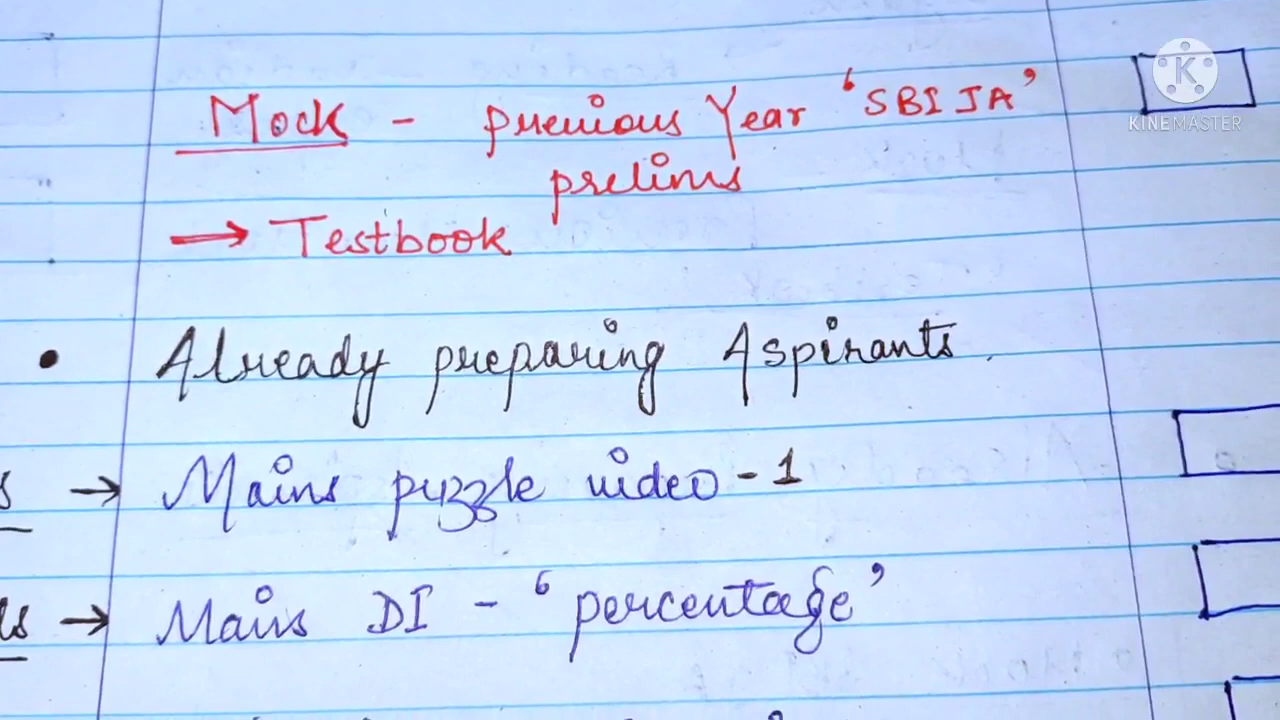 Mock - previous Year 'SBI JA'
prelims
→ Testbook
• Already preparing Aspirants.
→ Mains puzzle video - 1
→ Mains DI - 'percentage'
K
KINEMASTER